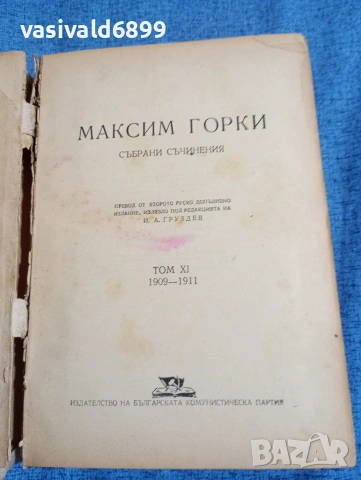 vasivald6899
МАКСИМ ГОРКИ
СЪБРАНИ СЪЧИНЕНИЯ
ПРЕВОД ОТ ВТОРОТО РУСКО ДОПЪЛНЕНО
ИЗДАНИЕ, ИЗЛЯЗЛО ПОД РЕДАКЦИЯТА НА
И. А. ГРУЗДЕВ
ТОМ XI
1909—1911
ИЗДАТЕЛСТВО НА БЪЛГАРСКАТА КОМУНИСТИЧЕСКА ПАРТИЯ
BAZAR